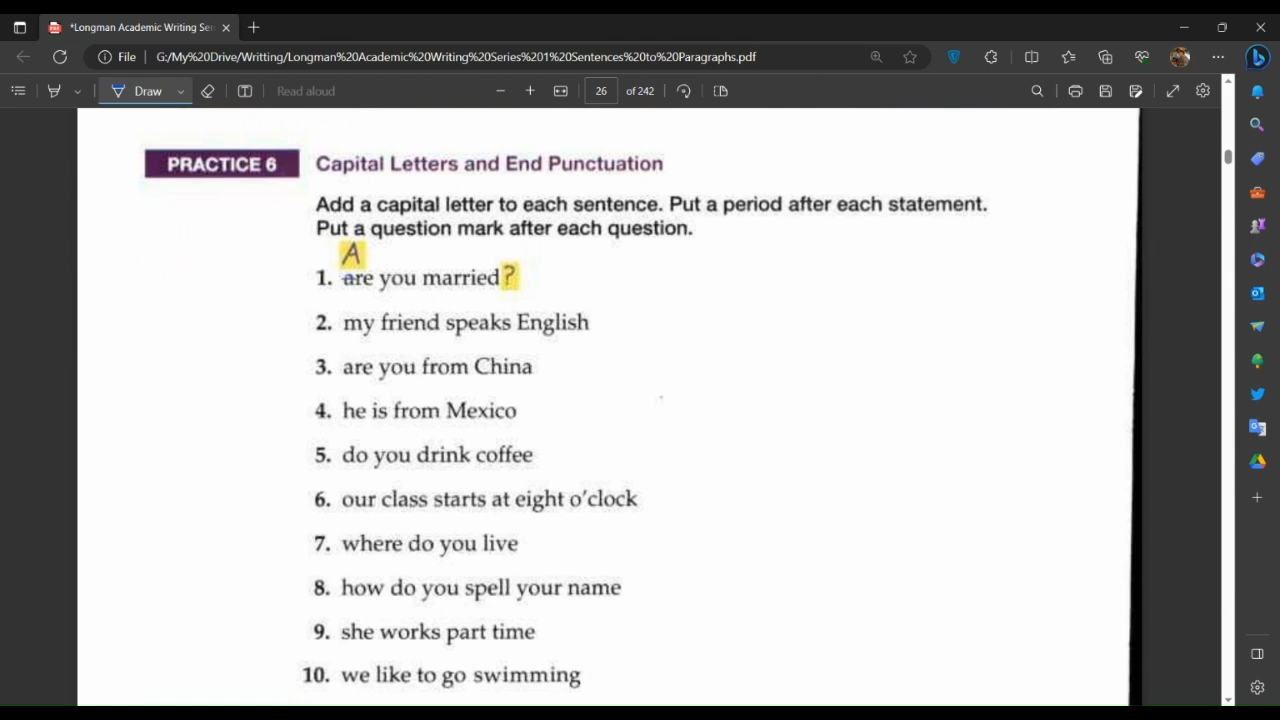 *Longman Academic Writing Ser
File G:/My%20Drive/Writting/Longman%20Academic%20Writing%20Series%201%20Sentences%20to%20Paragraphs.pdf
Draw Read aloud 26 of 242
PRACTICE 6 Capital Letters and End Punctuation
Add a capital letter to each sentence. Put a period after each statement.
Put a question mark after each question.
A
1. are you married?
2. my friend speaks English
3. are you from China
4. he is from Mexico
5. do you drink coffee
6. our class starts at eight o'clock
7. where do you live
8. how do you spell your name
9. she works part time
10. we like to go swimming